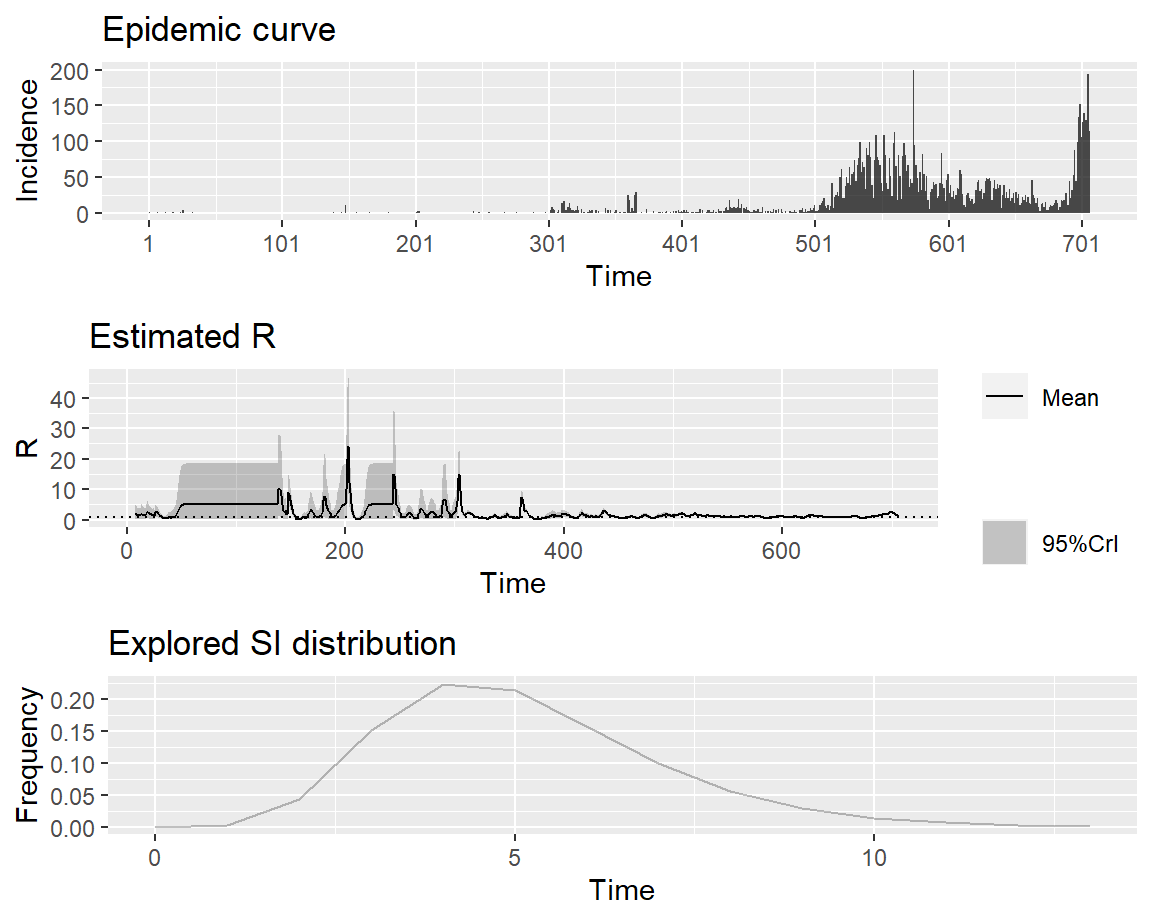 Epidemic curve
200
150
100
50
0
Incidence
1 101 201 301 401 501 601 701
Time
Estimated R
40
30
20
10
0
R
0 200 400 600
Time
Mean
95%CrI
Explored SI distribution
0.20
0.15
0.10
0.05
0.00
Frequency
0 5 10
Time